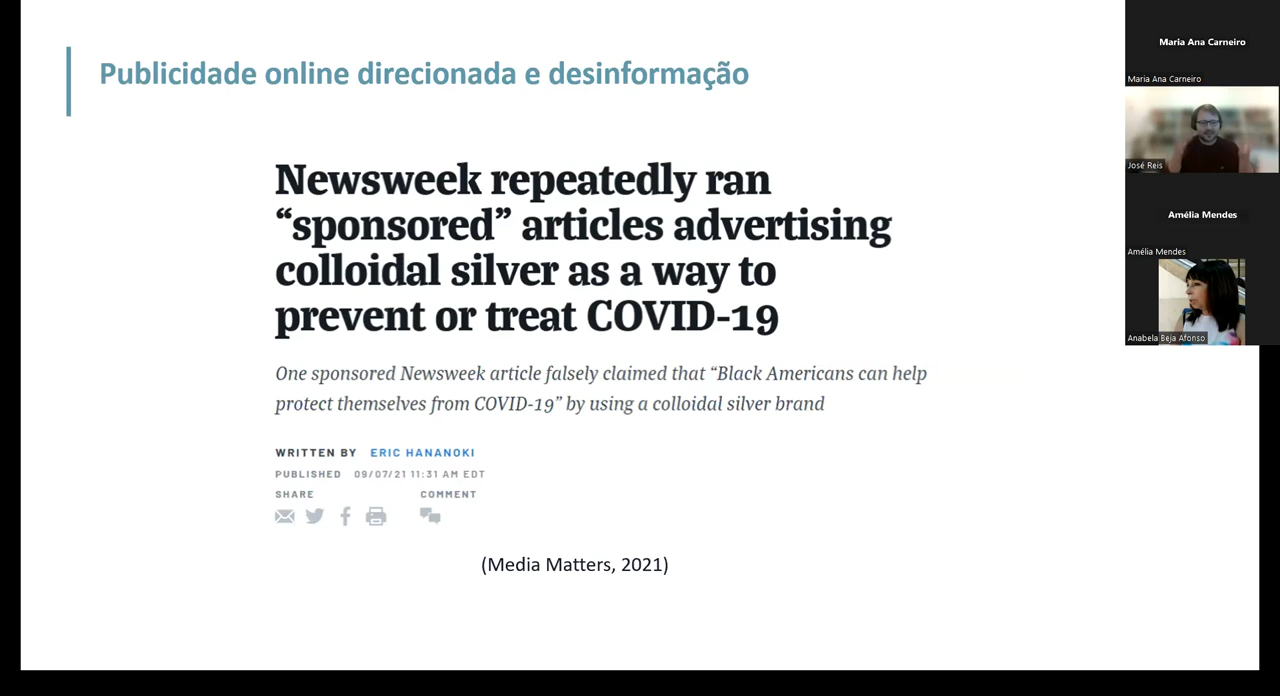 Publicidade online direcionada e desinformação
Newsweek repeatedly ran
“sponsored” articles advertising
colloidal silver as a way to
prevent or treat COVID-19
One sponsored Newsweek article falsely claimed that “Black Americans can help
protect themselves from COVID-19” by using a colloidal silver brand
WRITTEN BY ERIC HANANOKI
PUBLISHED 09/07/21 11:31 AM EDT
SHARE COMMENT
(Media Matters, 2021)
Maria Ana Carneiro
Maria Ana Carneiro
José Reis
Amélia Mendes
Amélia Mendes
Anabela Beja Afonso